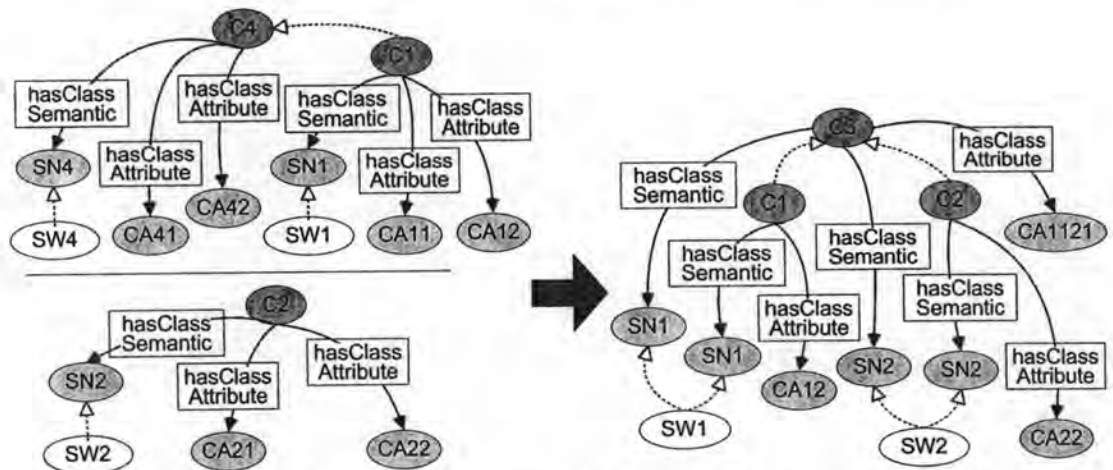 C4
C1
hasClass
Semantic
hasClass
Attribute
hasClass
Semantic
hasClass
Attribute
hasClass
Attribute
hasClass
Attribute
SN4
SN1
CA42
SW4
CA41
SW1
CA11
CA12
C2
hasClass
Semantic
hasClass
Attribute
hasClass
Attribute
SN2
SW2
CA21
CA22
hasClass
Semantic
hasClass
Attribute
C1
C2
hasClass
Semantic
hasClass
Semantic
hasClass
Semantic
CA1121
hasClass
Attribute
SN1
SN1
hasClass
Attribute
CA12
SN2
SN2
SW1
SW2
CA22